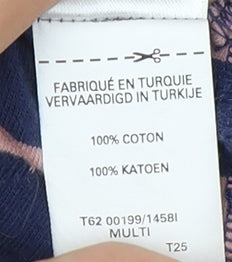 FABRIQUÉ EN TURQUIE
VERVAARDIGD IN TURKIJE
100% COTON
100% KATOEN
T62 00199/1458I
MULTI
T25